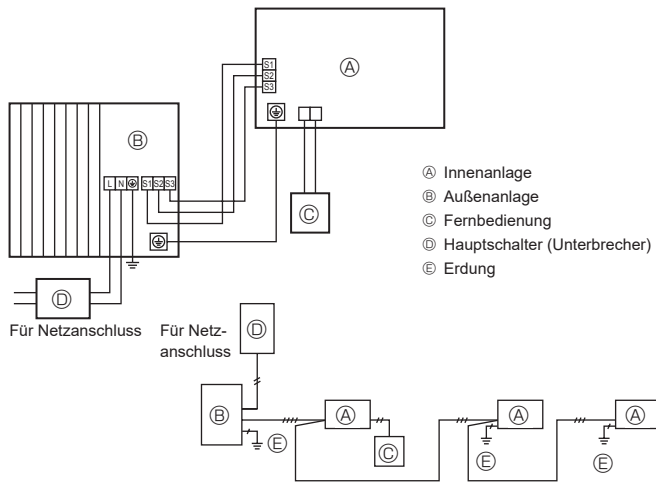 S1
S2
S3
Ⓐ
Ⓑ
L N S1 S2 S3
Ⓒ
Ⓓ
Für Netzanschluss
Ⓐ Innenanlage
Ⓑ Außenanlage
Ⓒ Fernbedienung
Ⓓ Hauptschalter (Unterbrecher)
Ⓔ Erdung
Für Netz-
anschluss
Ⓓ
Ⓑ
Ⓔ
Ⓐ
Ⓒ
Ⓐ
Ⓔ
Ⓐ
Ⓔ